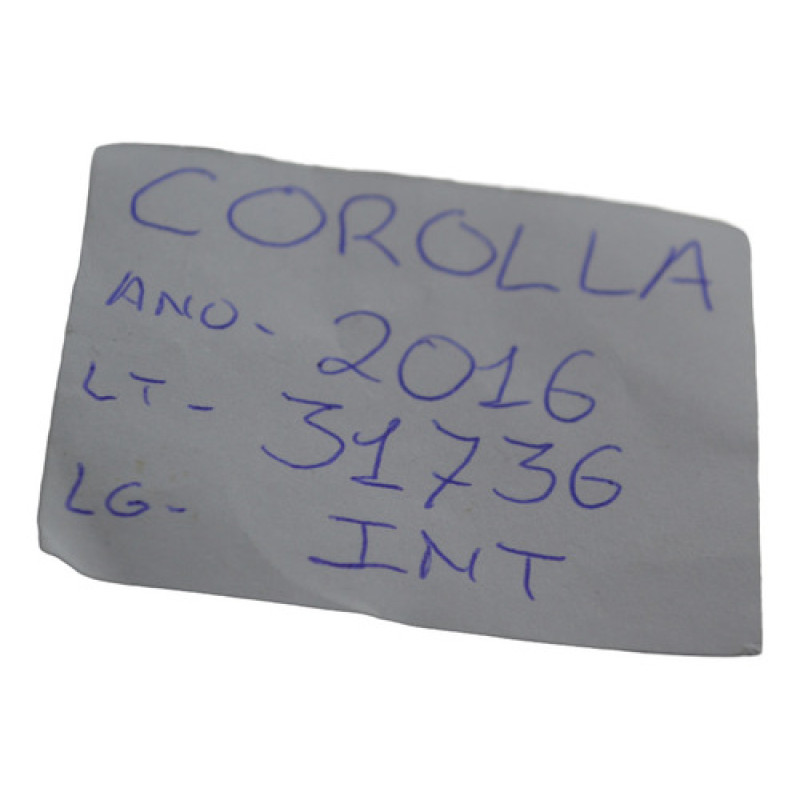 COROLLA
ANO- 2016
LT- 31736
LG- INT